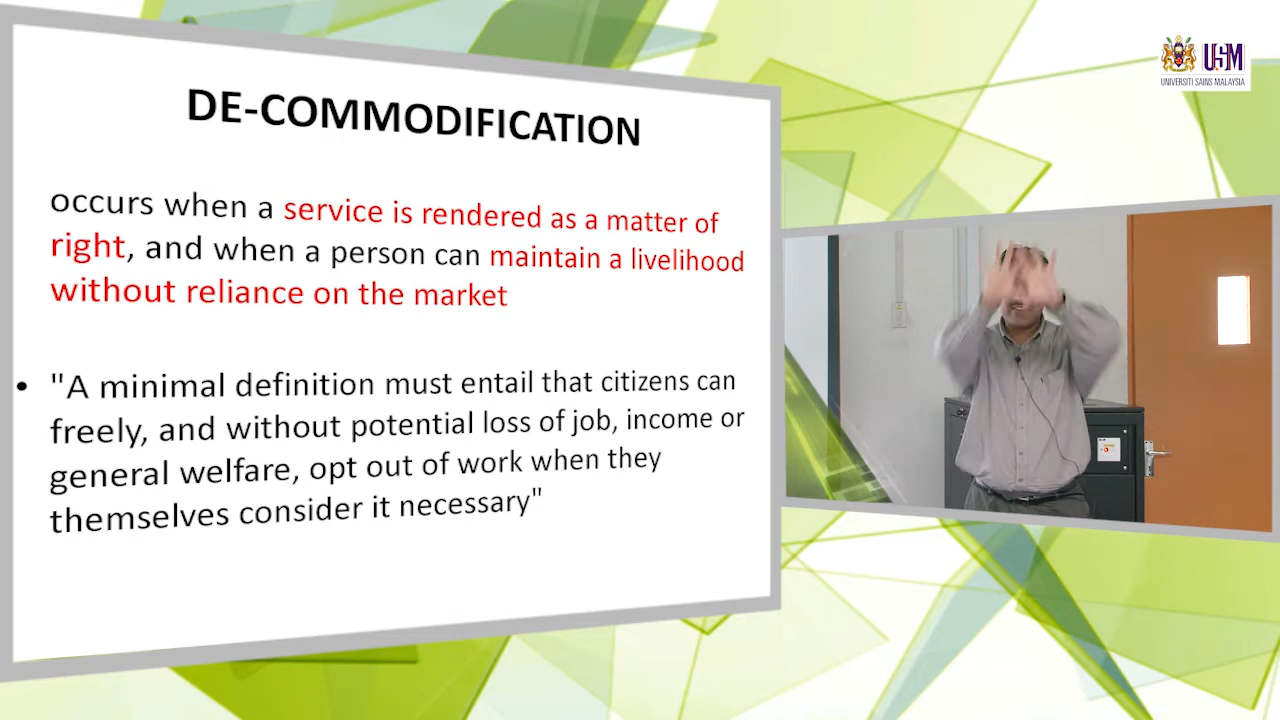 USM
UNIVERSITI SAINS MALAYSIA
DE-COMMODIFICATION
occurs when a service is rendered as a matter of
right, and when a person can maintain a livelihood
without reliance on the market
• "A minimal definition must entail that citizens can
freely, and without potential loss of job, income or
general welfare, opt out of work when they
themselves consider it necessary"